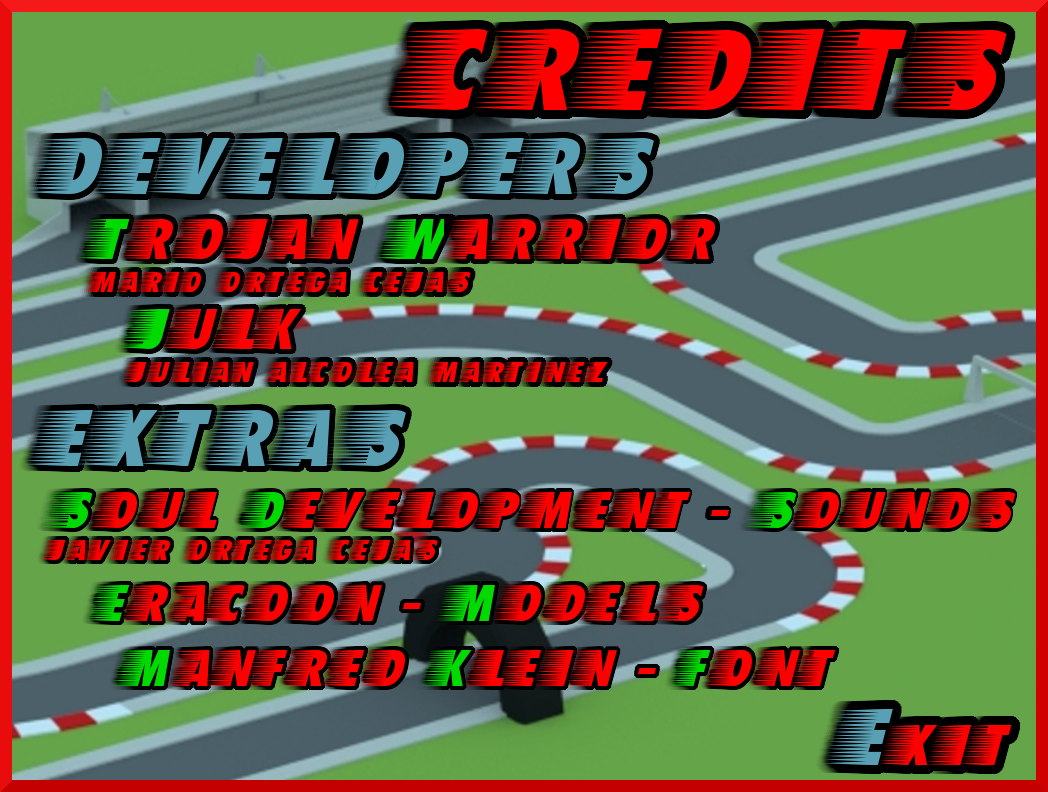 CREDITS
DEVELOPERS
TROJAN WARRIOR
MARIO ORTEGA CEJAS
JULK
JULIAN ALCOLEA MARTINEZ
EXTRAS
SOUL DEVELOPMENT - SOUNDS
JAVIER ORTEGA CEJAS
ERACOON - MODELS
MANFRED KLEIN - FONT
EXIT